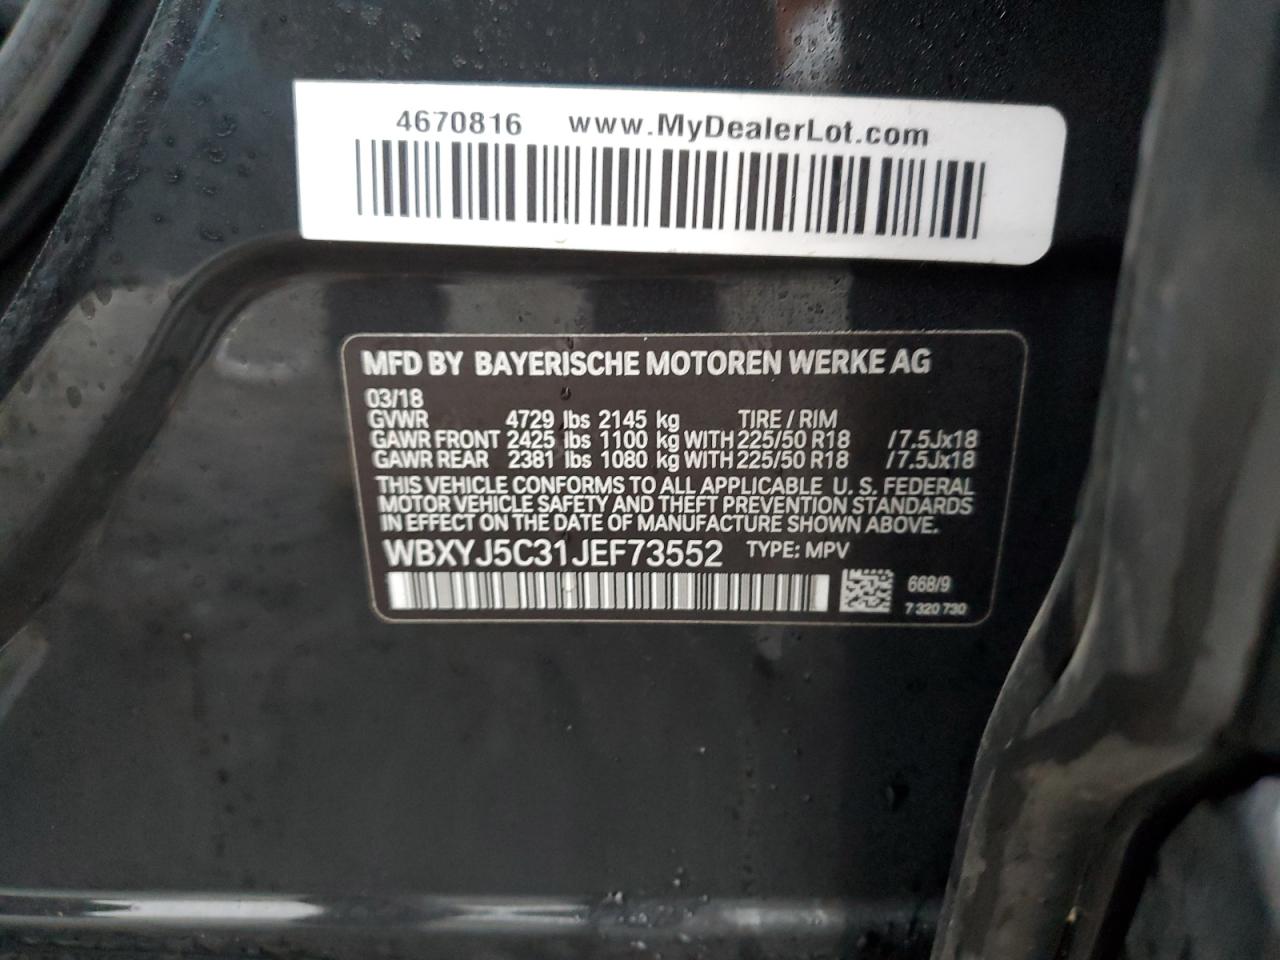 4670816 www.MyDealerLot.com
MFD BY BAYERISCHE MOTOREN WERKE AG
03/18
GVWR 4729 lbs 2145 kg TIRE / RIM
GAWR FRONT 2425 lbs 1100 kg WITH 225/50 R18 /7.5Jx18
GAWR REAR 2381 lbs 1080 kg WITH 225/50 R18 /7.5Jx18
THIS VEHICLE CONFORMS TO ALL APPLICABLE U. S. FEDERAL
MOTOR VEHICLE SAFETY AND THEFT PREVENTION STANDARDS
IN EFFECT ON THE DATE OF MANUFACTURE SHOWN ABOVE.
WBXYJ5C31JEF73552 TYPE: MPV
668/9
7 320 730